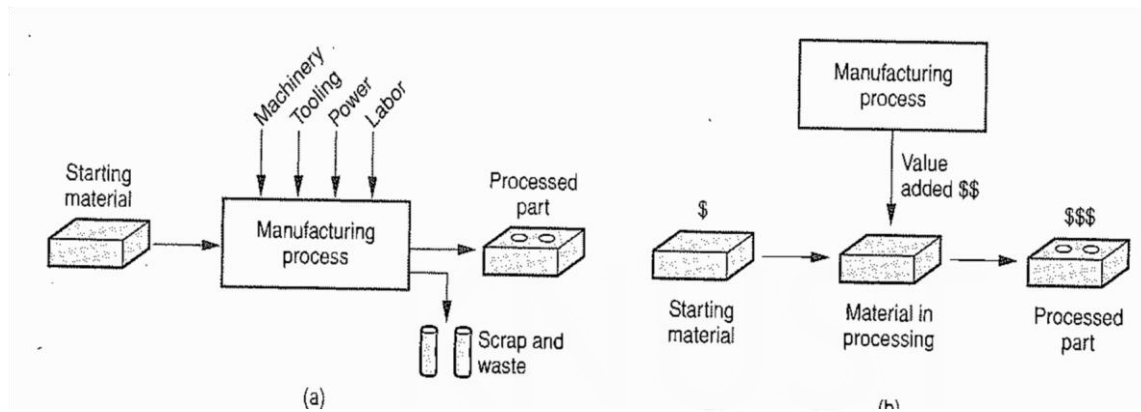 Machinery
Tooling
Power
Labor
Starting
material
Manufacturing
process
Processed
part
Scrap and
waste
(a)
Manufacturing
process
Value
added $$
$
$$$
Starting
material
Material in
processing
Processed
part
(b)